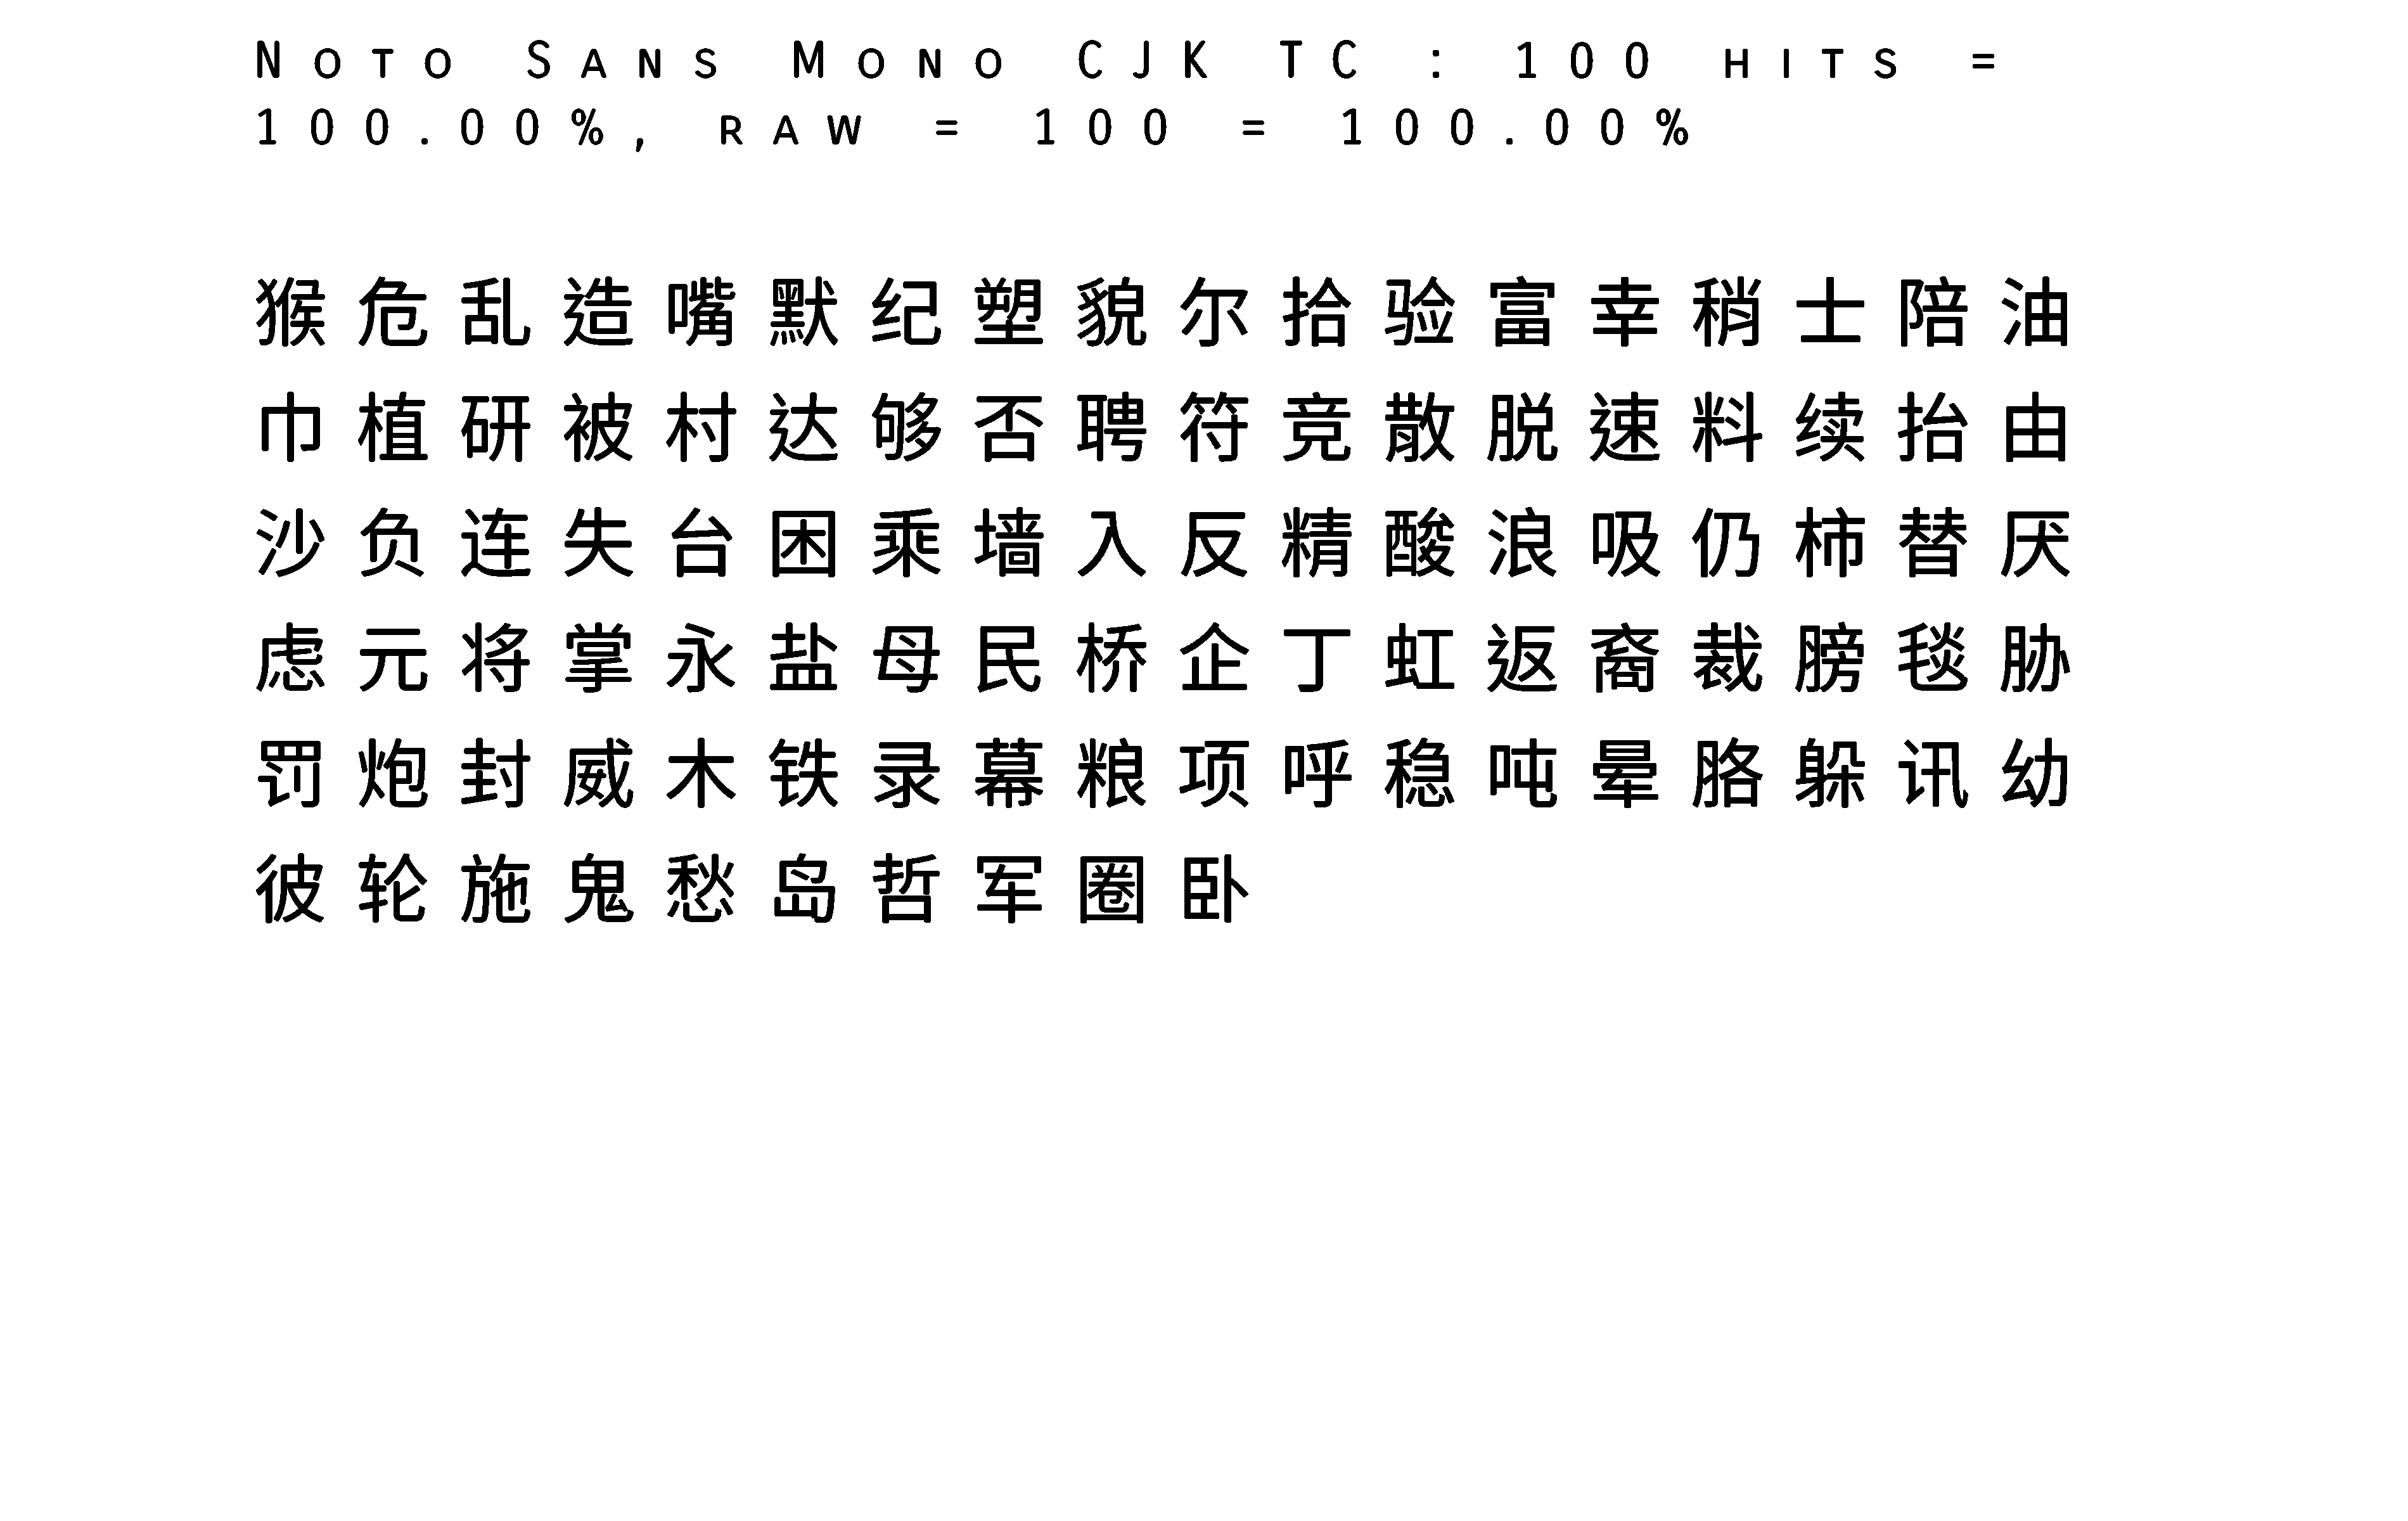 Noto Sans Mono CJK TC : 100 hits =
100.00%, raw = 100 = 100.00%
猴危乱造嘴默纪塑貌尔拾验富幸稍士陪油
巾植研被村达够否聘符竞散脱速料续抬由
沙负连失台困乘墙入反精酸浪吸仍柿替厌
虑元将掌永盐母民桥企丁虹返裔裁膀毯胁
罚炮封威木铁录幕粮项呼稳吨晕胳躲讯幼
彼轮施鬼愁岛哲军圈卧